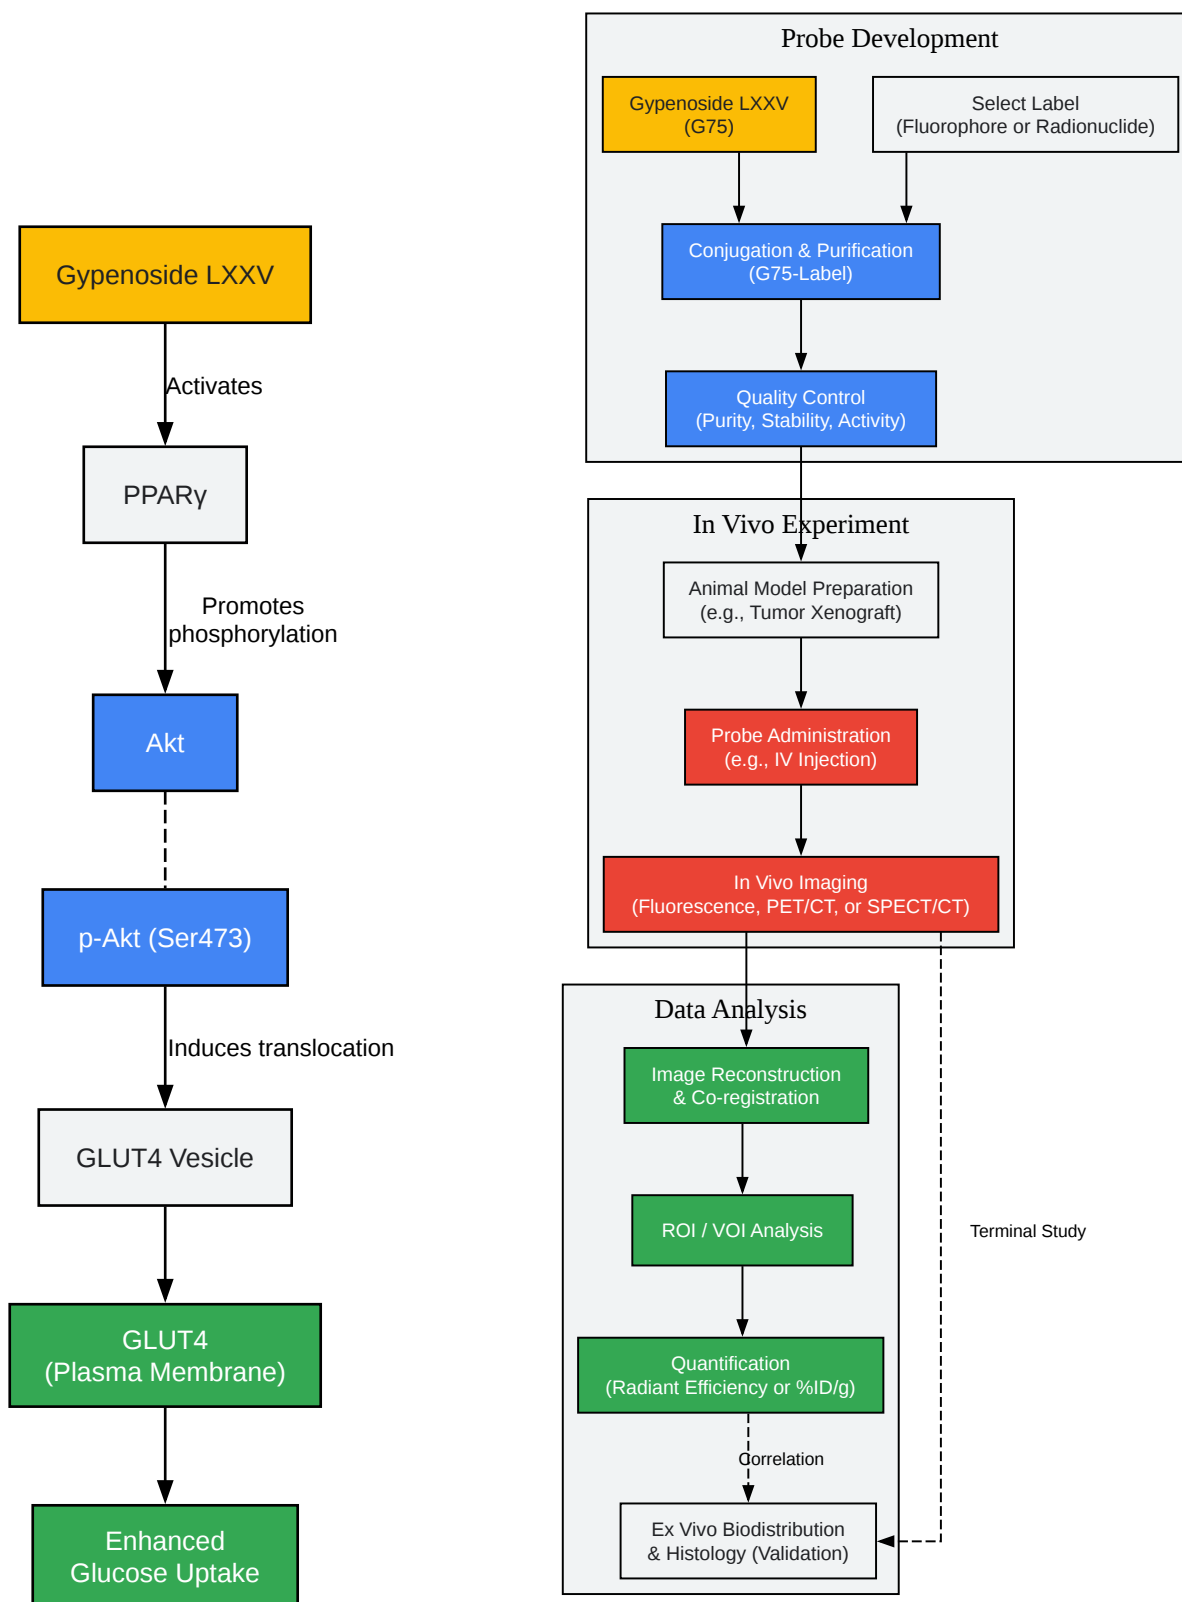 Gypenoside LXXV
Activates
PPARγ
Promotes
phosphorylation
Akt
p-Akt (Ser473)
Induces translocation
GLUT4 Vesicle
GLUT4
(Plasma Membrane)
Enhanced
Glucose Uptake
Probe Development
Gypenoside LXXV
(G75)
Select Label
(Fluorophore or Radionuclide)
Conjugation & Purification
(G75-Label)
Quality Control
(Purity, Stability, Activity)
In Vivo Experiment
Animal Model Preparation
(e.g., Tumor Xenograft)
Probe Administration
(e.g., IV Injection)
In Vivo Imaging
(Fluorescence, PET/CT, or SPECT/CT)
Data Analysis
Image Reconstruction
& Co-registration
ROI / VOI Analysis
Terminal Study
Quantification
(Radiant Efficiency or %ID/g)
Correlation
Ex Vivo Biodistribution
& Histology (Validation)